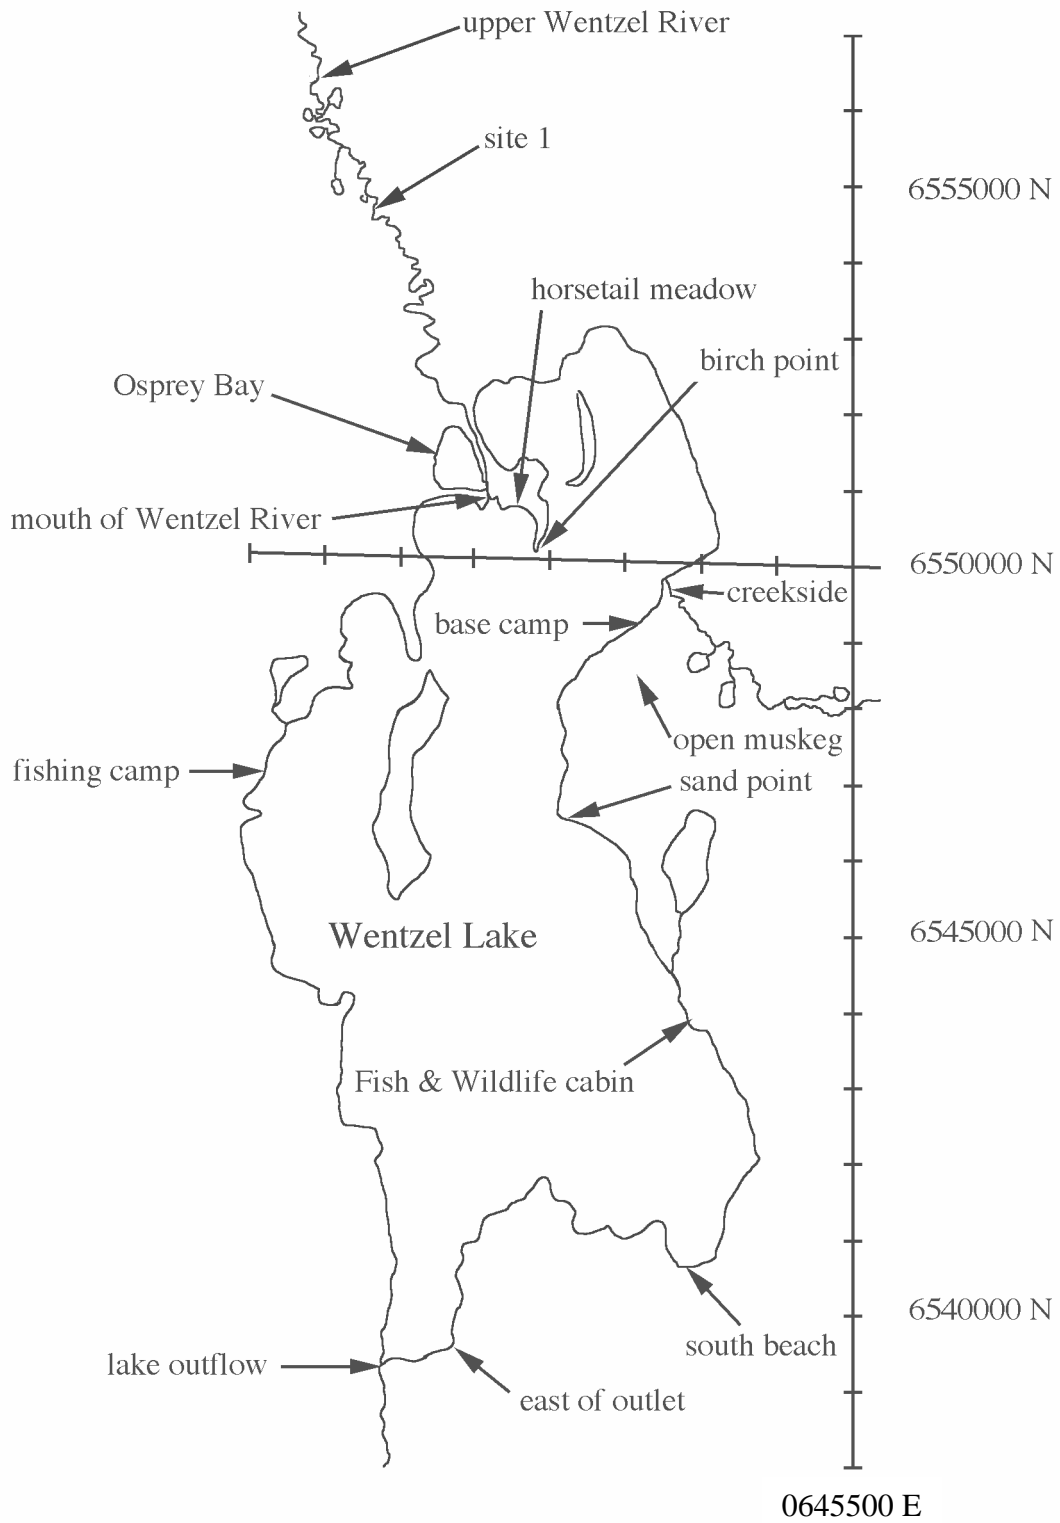 upper Wentzel River
site 1
6555000 N
horsetail meadow
birch point
Osprey Bay
mouth of Wentzel River
6550000 N
creekside
base camp
open muskeg
fishing camp
sand point
Wentzel Lake
6545000 N
Fish & Wildlife cabin
6540000 N
south beach
lake outflow
east of outlet
0645500 E